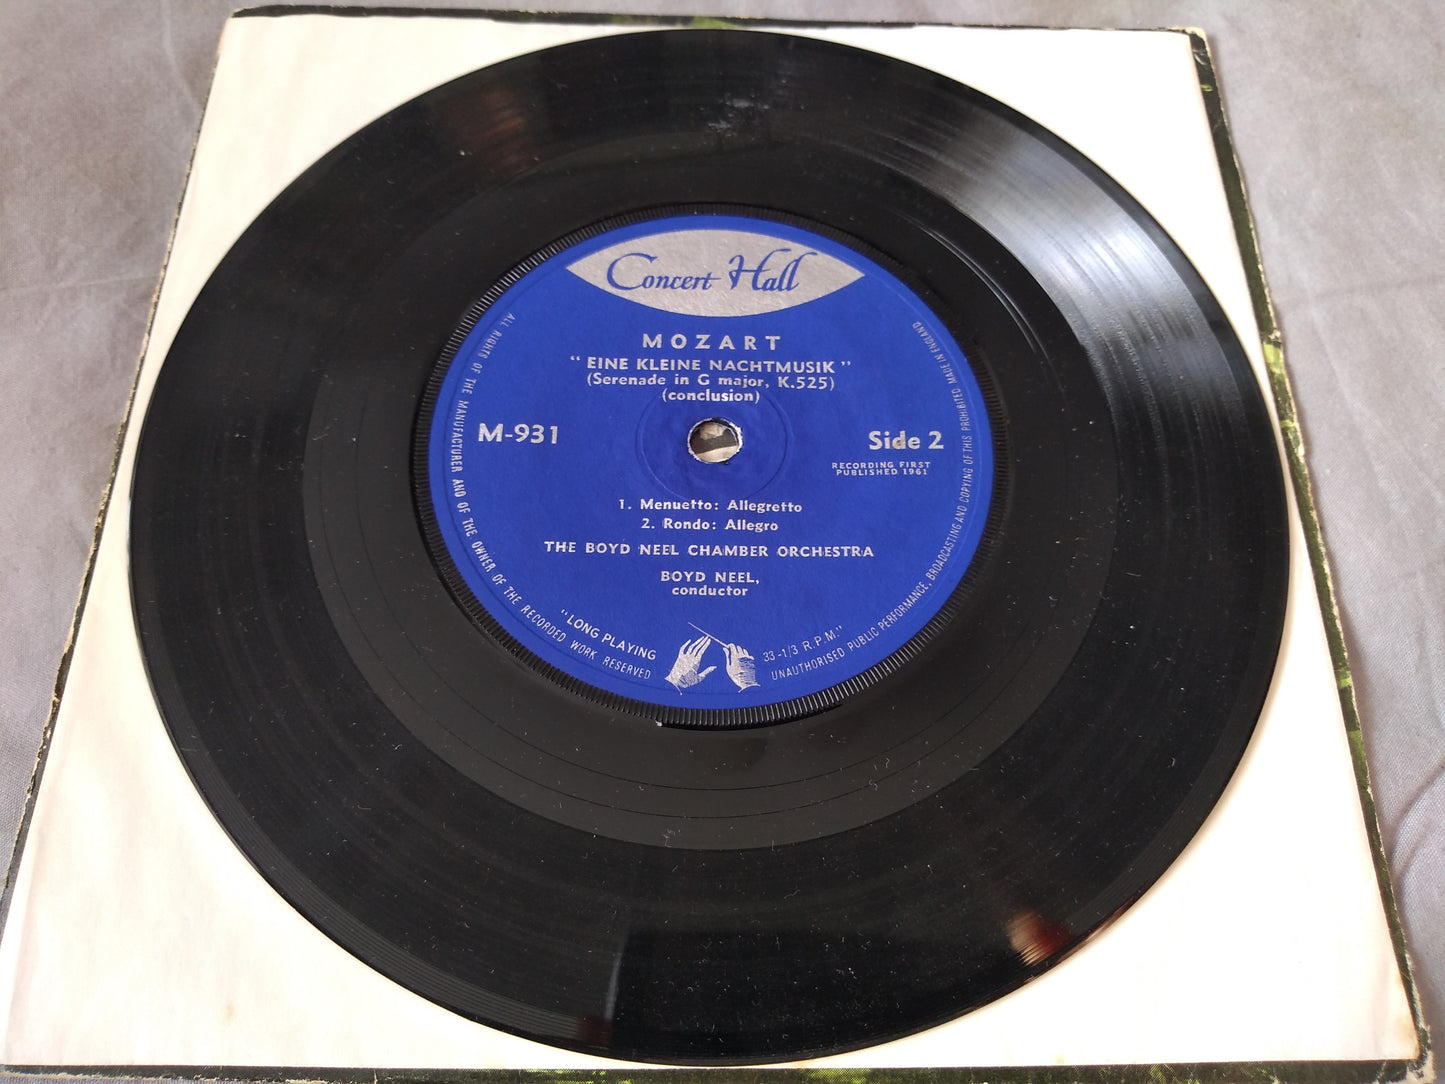 Concert Hall
MOZART
" EINE KLEINE NACHTMUSIK "
(Serenade in G major, K.525)
(conclusion)
M-931
Side 2
RECORDING FIRST
PUBLISHED 1961
1. Menuetto: Allegretto
2. Rondo: Allegro
THE BOYD NEEL CHAMBER ORCHESTRA
BOYD NEEL,
conductor
"LONG PLAYING
33-1/3 R.P.M."
ALL RIGHTS OF THE MANUFACTURER AND OF THE OWNER OF THE RECORDED WORK RESERVED
UNAUTHORISED PUBLIC PERFORMANCE, BROADCASTING AND COPYING OF THIS PROHIBITED MADE IN ENGLAND